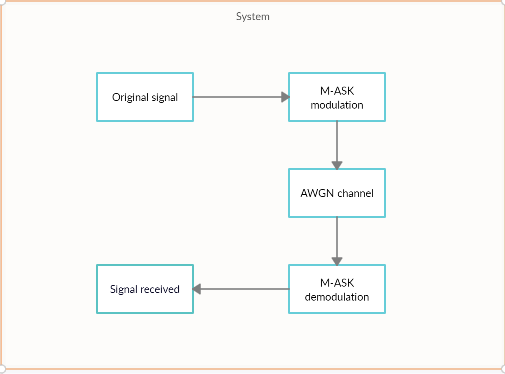 System
Original signal
M-ASK
modulation
AWGN channel
M-ASK
demodulation
Signal received